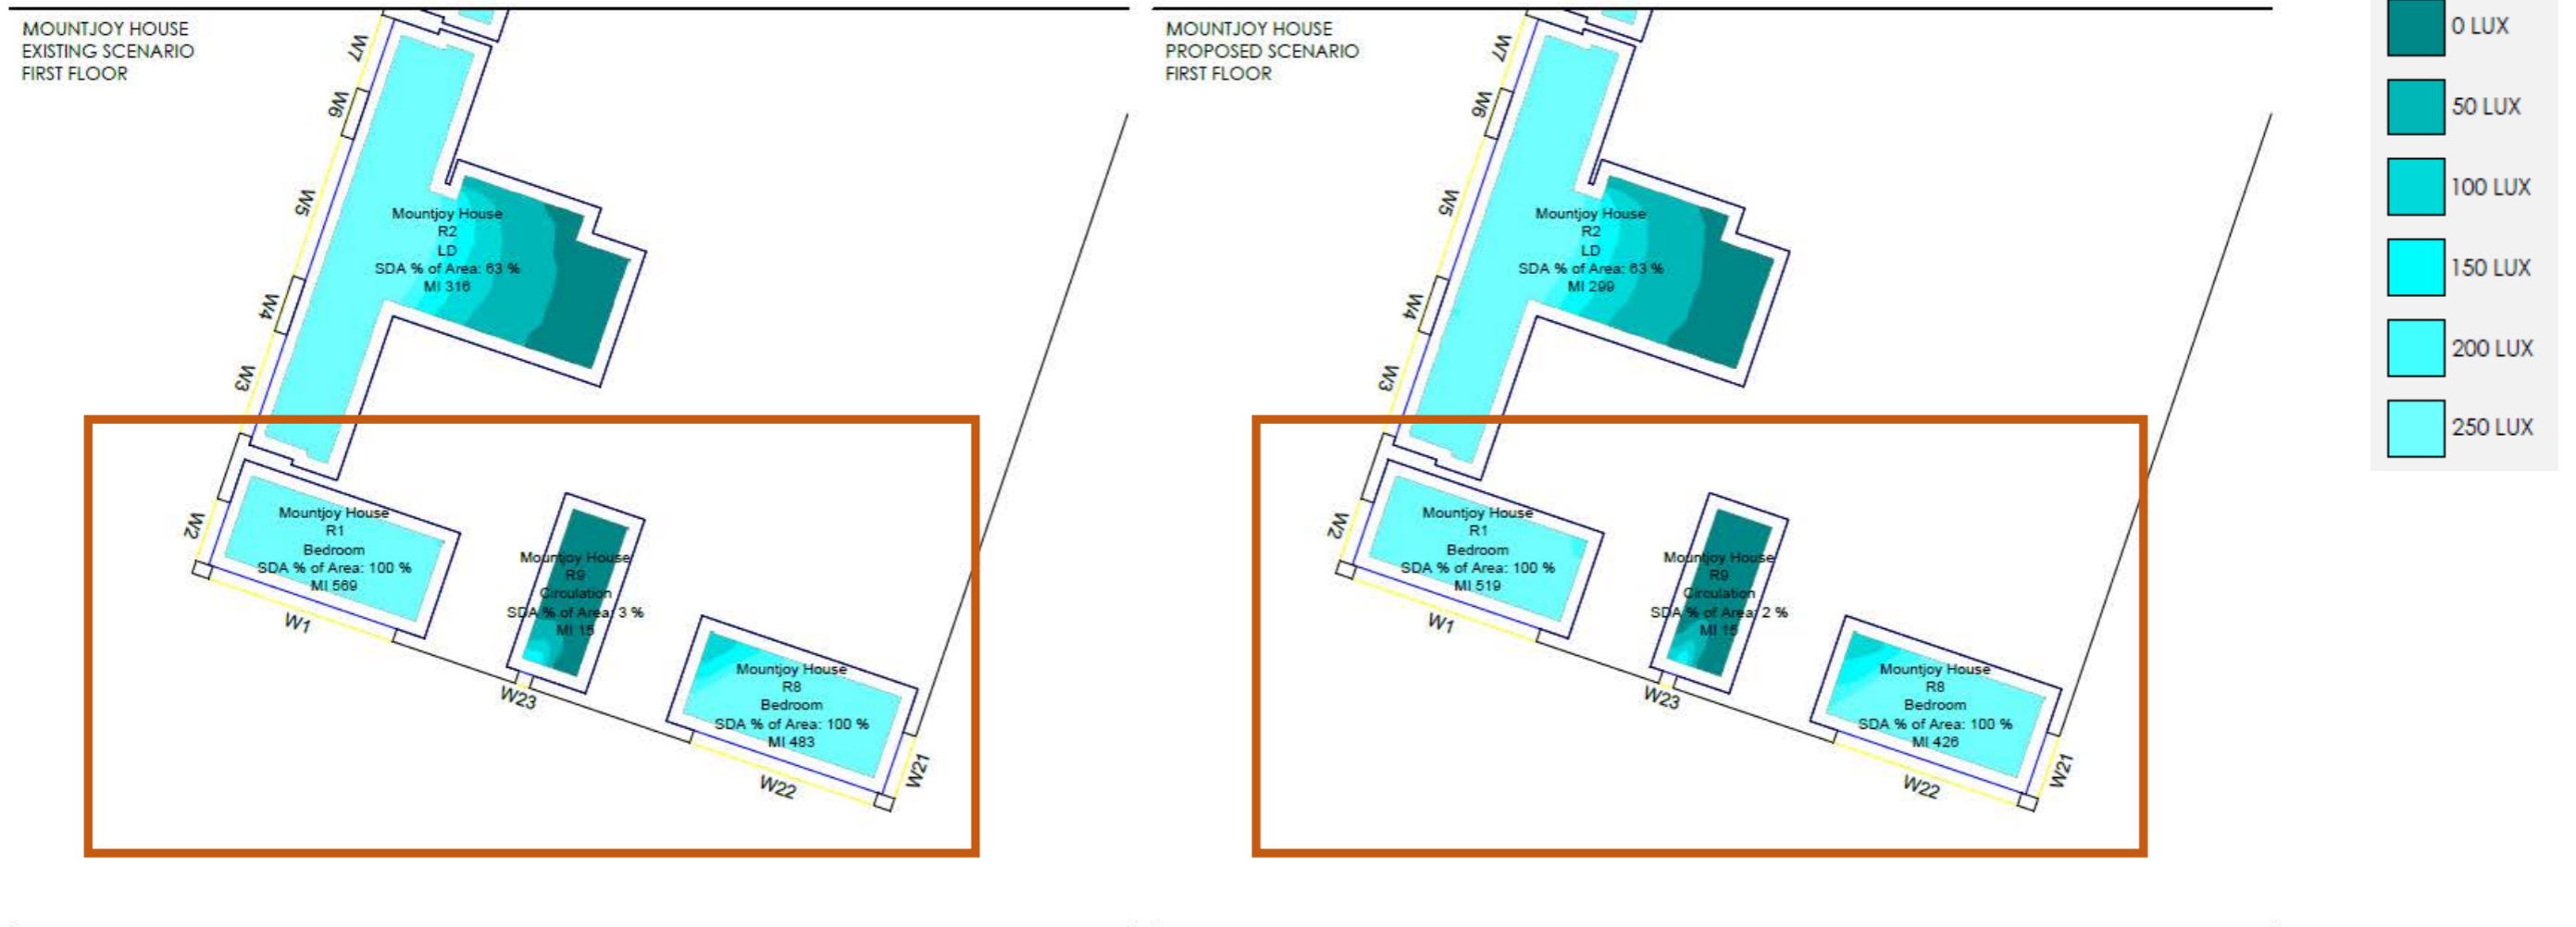 MOUNTJOY HOUSE
EXISTING SCENARIO
FIRST FLOOR
W7
W6
W5
W4
W3
Mountjoy House
R2
LD
SDA % of Area: 63 %
MI 316
W2
Mountjoy House
R1
Bedroom
SDA % of Area: 100 %
MI 569
W1
Mountjoy House
R9
Circulation
SDA % of Area: 3 %
MI 15
W23
Mountjoy House
R8
Bedroom
SDA % of Area: 100 %
MI 483
W22
W21
MOUNTJOY HOUSE
PROPOSED SCENARIO
FIRST FLOOR
W7
W6
W5
W4
W3
Mountjoy House
R2
LD
SDA % of Area: 63 %
MI 299
W2
Mountjoy House
R1
Bedroom
SDA % of Area: 100 %
MI 519
W1
Mountjoy House
R9
Circulation
SDA % of Area: 2 %
MI 15
W23
Mountjoy House
R8
Bedroom
SDA % of Area: 100 %
MI 426
W22
W21
0 LUX
50 LUX
100 LUX
150 LUX
200 LUX
250 LUX